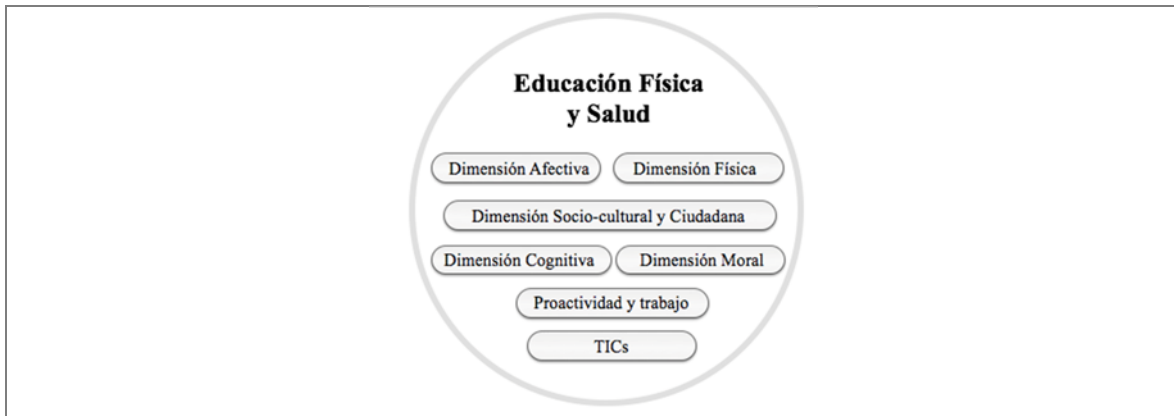 Educación Física
y Salud
Dimensión Afectiva
Dimensión Física
Dimensión Socio-cultural y Ciudadana
Dimensión Cognitiva
Dimensión Moral
Proactividad y trabajo
TICs